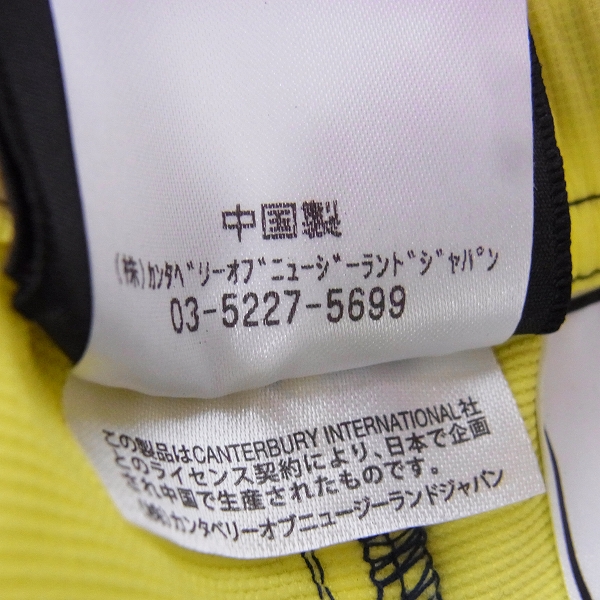 中国製
(株)ｶﾝﾀﾍﾞﾘｰオﾌﾞﾆｭｰｼﾞｰﾗﾝﾄﾞｼﾞｬﾊﾟﾝ
03-5227-5699
この製品はCANTERBURY INTERNATIONAL社
とのライセンス契約により、日本で企画
され中国で生産されたものです。
(株)カンタベリーオブニュージーランドジャパン